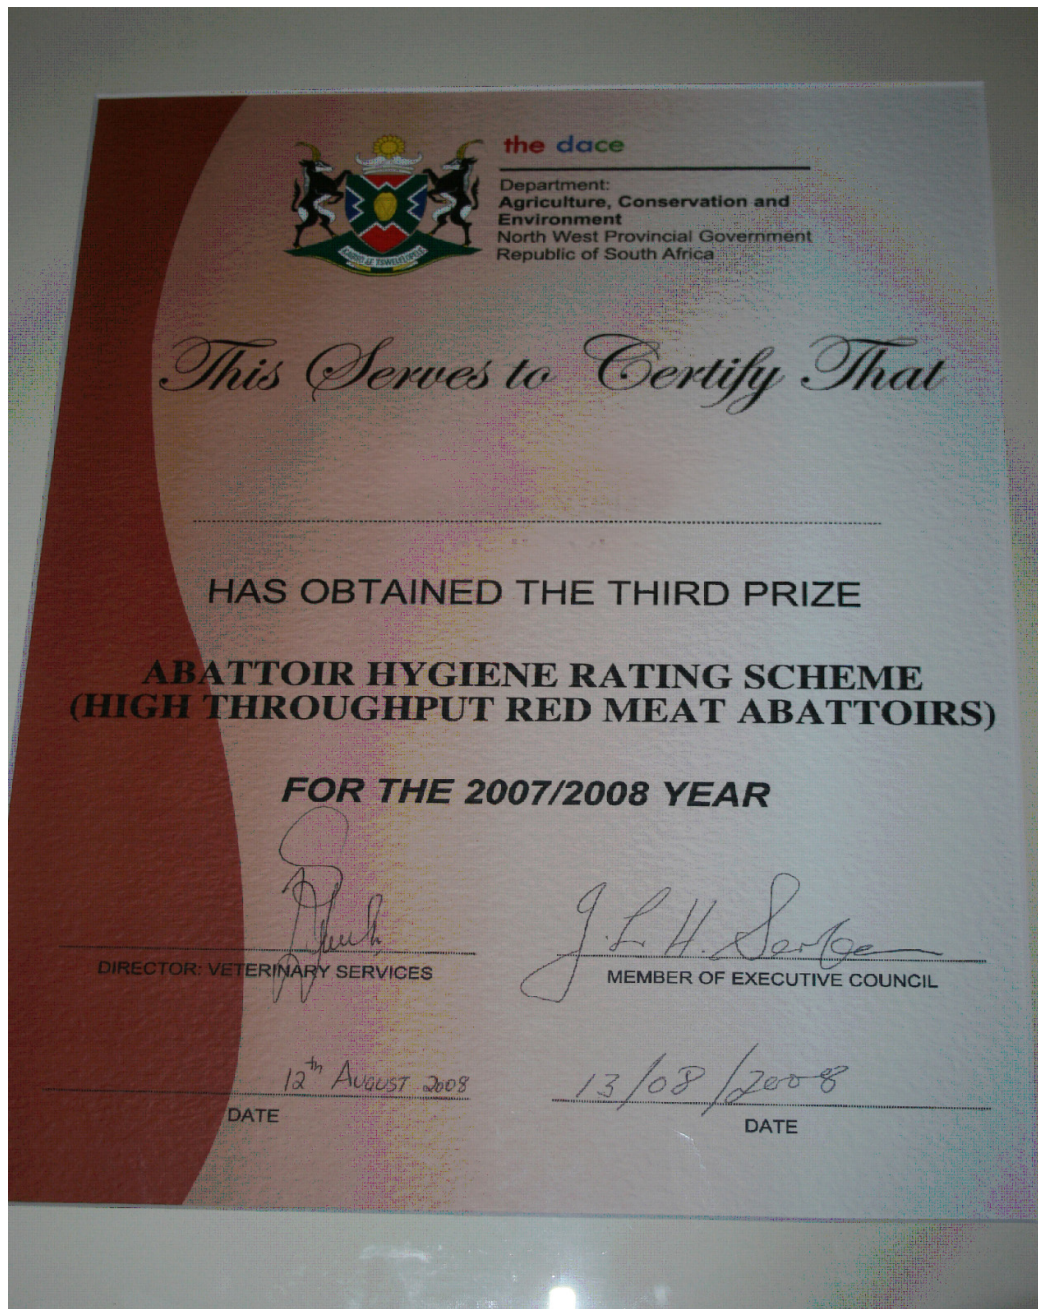 the dace
Department:
Agriculture, Conservation and
Environment
North West Provincial Government
Republic of South Africa
This Serves to Certify That
HAS OBTAINED THE THIRD PRIZE
ABATTOIR HYGIENE RATING SCHEME
(HIGH THROUGHPUT RED MEAT ABATTOIRS)
FOR THE 2007/2008 YEAR
J. L. H.
DIRECTOR: VETERINARY SERVICES
MEMBER OF EXECUTIVE COUNCIL
12th AUGUST 2008
13/08/2008
DATE
DATE